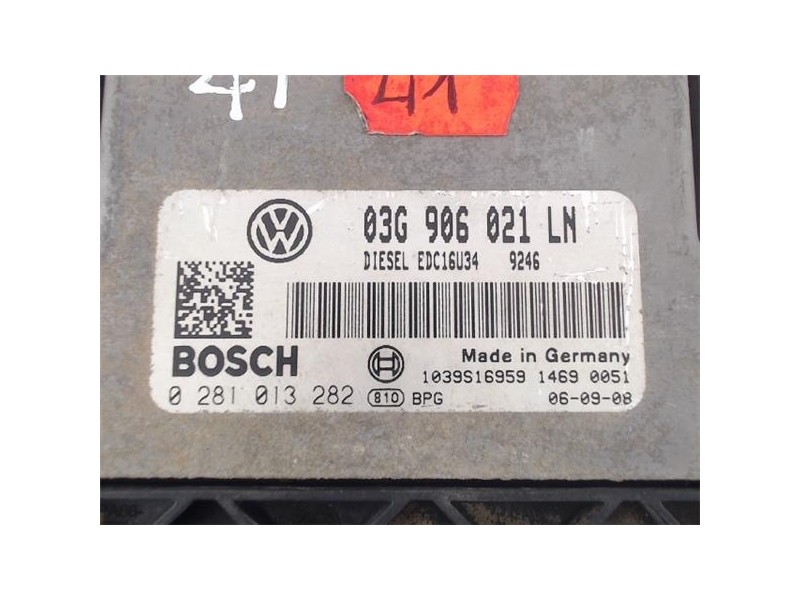 41
41
VW
03G 906 021 LN
DIESEL EDC16U34 9246
BOSCH
Made in Germany
1039S16959 1469 0051
0 281 013 282 810 BPG 06-09-08